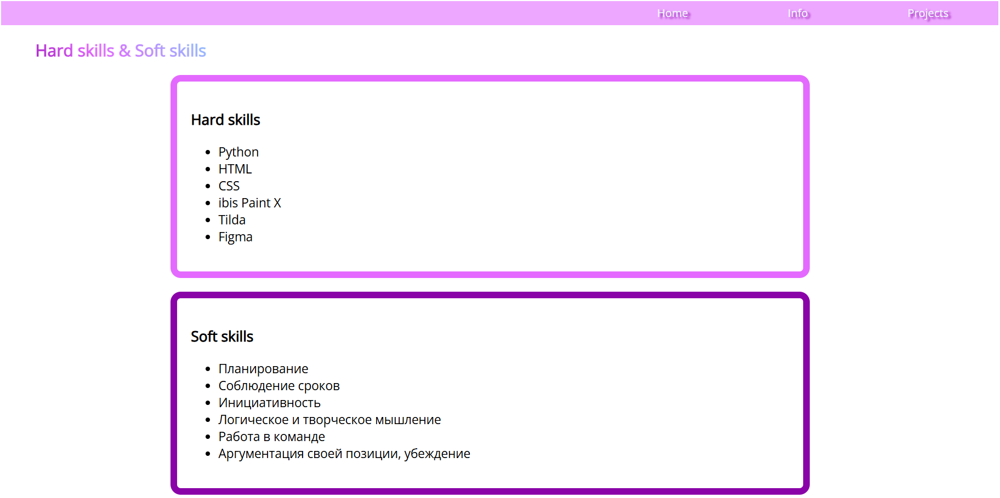 Home Info Projects
Hard skills & Soft skills
Hard skills
Python
HTML
CSS
ibis Paint X
Tilda
Figma
Soft skills
Планирование
Соблюдение сроков
Инициативность
Логическое и творческое мышление
Работа в команде
Аргументация своей позиции, убеждение